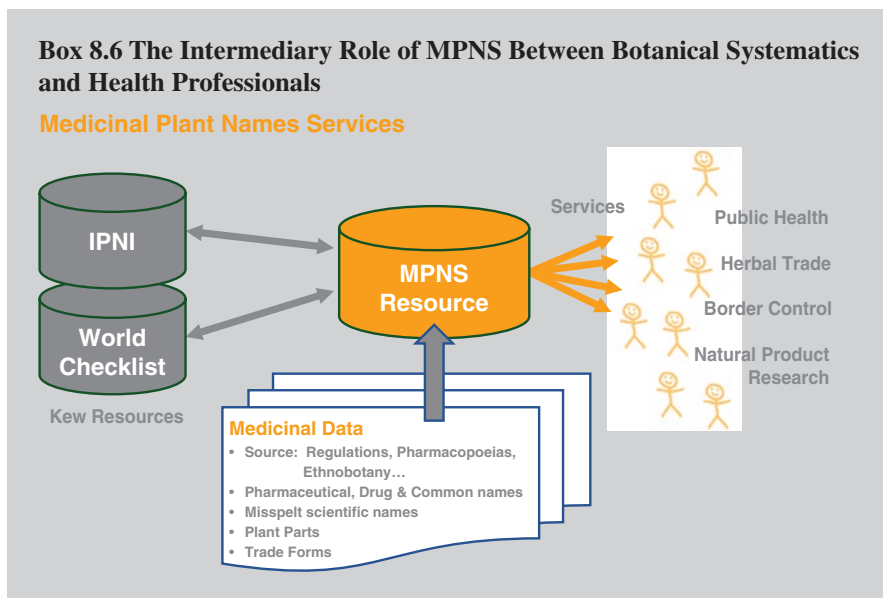 Box 8.6 The Intermediary Role of MPNS Between Botanical Systematics
and Health Professionals
Medicinal Plant Names Services
IPNI
World
Checklist
Kew Resources
MPNS
Resource
Services
Public Health
Herbal Trade
Border Control
Natural Product
Research
Medicinal Data
• Source: Regulations, Pharmacopoeias,
Ethnobotany…
• Pharmaceutical, Drug & Common names
• Misspelt scientific names
• Plant Parts
• Trade Forms